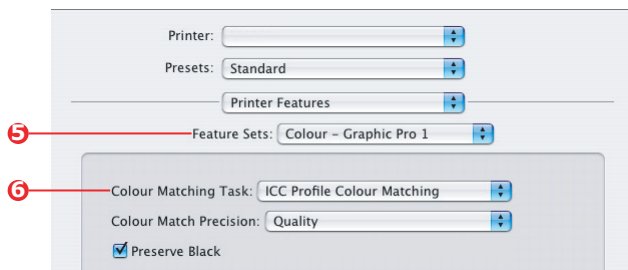 Printer:
Presets: Standard
Printer Features
5 Feature Sets: Colour – Graphic Pro 1
6 Colour Matching Task: ICC Profile Colour Matching
Colour Match Precision: Quality
Preserve Black